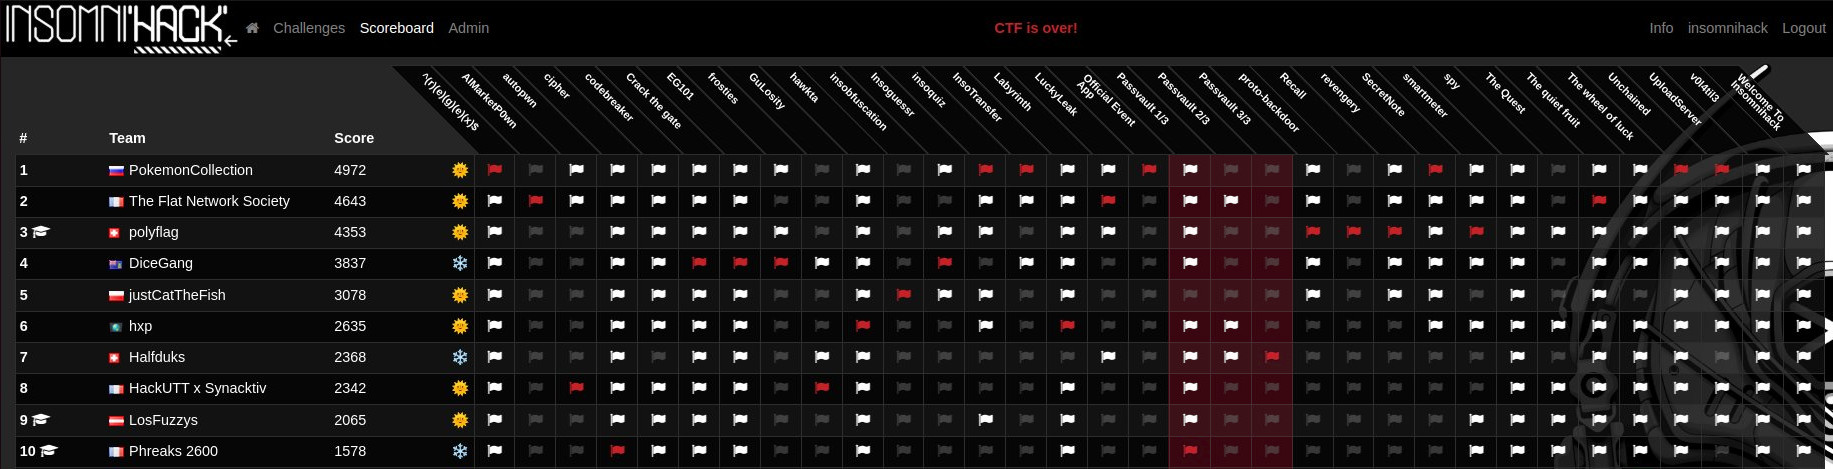 INSOMNI'HACK
Challenges Scoreboard Admin
CTF is over!
Info insomnihack Logout
# Team Score
^(r)(e)(g)(e)(x)$
AIMarketP0wn
autopwn
cipher
codebreaker
Crack the gate
EG101
frosties
GuLosity
hawkta
insobfuscation
Insoguessr
insoquiz
InsoTransfer
Labyrinth
LuckyLeak
Official Event
App
Passvault 1/3
Passvault 2/3
Passvault 3/3
proto-backdoor
Recall
revengery
SecretNote
smartmeter
spy
The Quest
The quiet fruit
The wheel of luck
Unchained
UploadServer
v0l4til3
Welcome To
Insomnihack
1 PokemonCollection 4972
2 The Flat Network Society 4643
3 polyflag 4353
4 DiceGang 3837
5 justCatTheFish 3078
6 hxp 2635
7 Halfduks 2368
8 HackUTT x Synacktiv 2342
9 LosFuzzys 2065
10 Phreaks 2600 1578